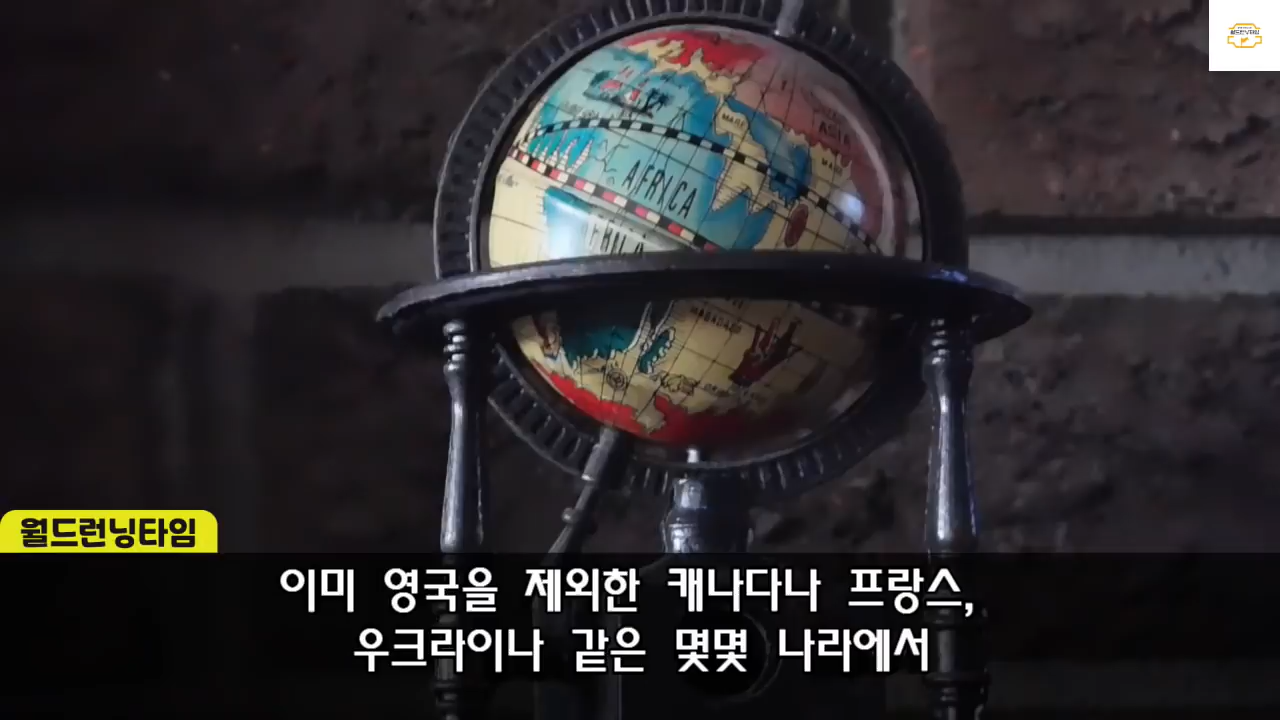 ASIA
AFRICA
월드런닝타임
이미 영국을 제외한 캐나다나 프랑스,
우크라이나 같은 몇몇 나라에서